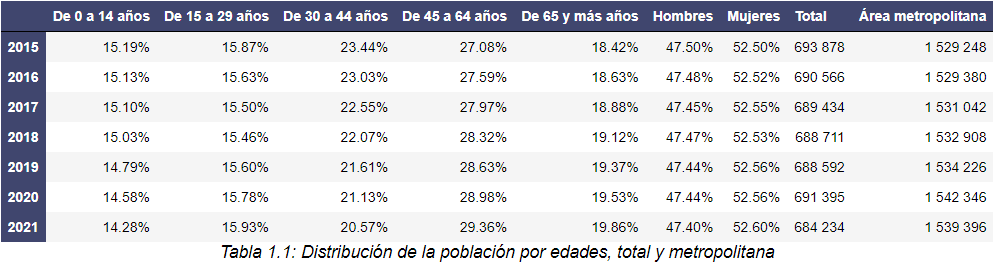 De 0 a 14 años De 15 a 29 años De 30 a 44 años De 45 a 64 años De 65 y más años Hombres Mujeres Total Área metropolitana
2015 15.19% 15.87% 23.44% 27.08% 18.42% 47.50% 52.50% 693 878 1 529 248
2016 15.13% 15.63% 23.03% 27.59% 18.63% 47.48% 52.52% 690 566 1 529 380
2017 15.10% 15.50% 22.55% 27.97% 18.88% 47.45% 52.55% 689 434 1 531 042
2018 15.03% 15.46% 22.07% 28.32% 19.12% 47.47% 52.53% 688 711 1 532 908
2019 14.79% 15.60% 21.61% 28.63% 19.37% 47.44% 52.56% 688 592 1 534 226
2020 14.58% 15.78% 21.13% 28.98% 19.53% 47.44% 52.56% 691 395 1 542 346
2021 14.28% 15.93% 20.57% 29.36% 19.86% 47.40% 52.60% 684 234 1 539 396
Tabla 1.1: Distribución de la población por edades, total y metropolitana